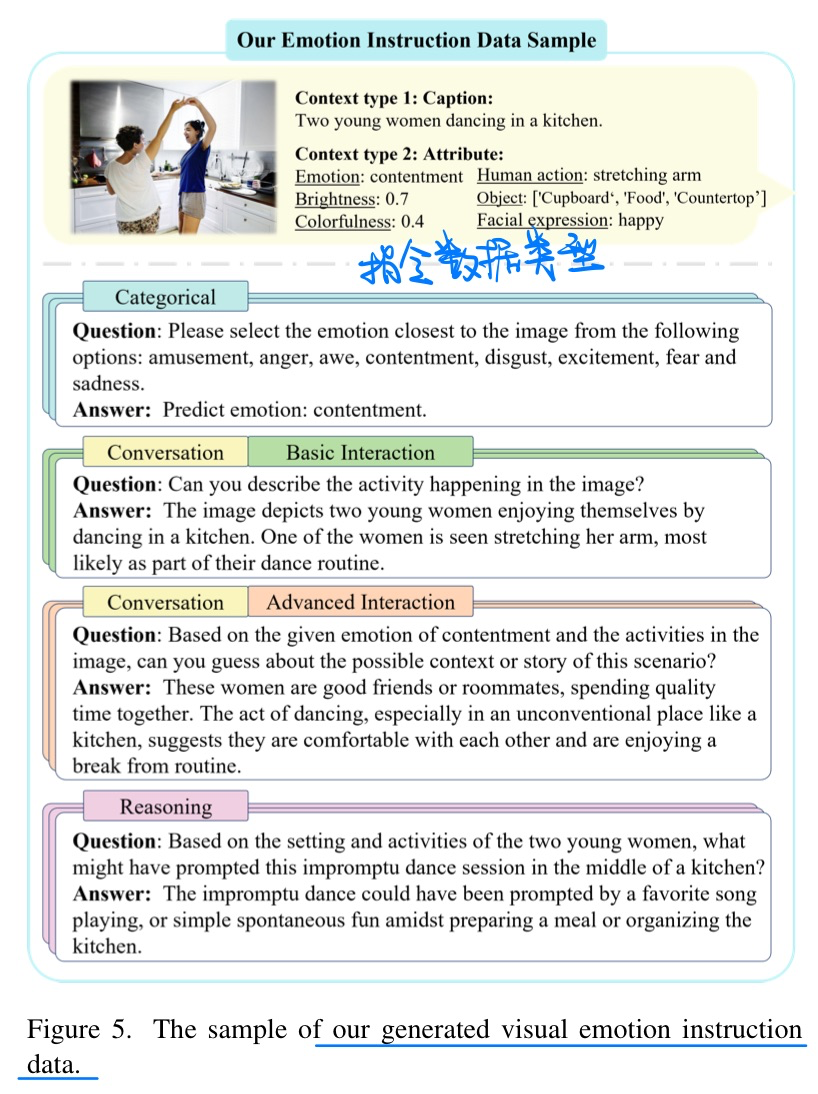 Our Emotion Instruction Data Sample
Context type 1: Caption:
Two young women dancing in a kitchen.
Context type 2: Attribute:
Emotion: contentment Human action: stretching arm
Brightness: 0.7 Object: ['Cupboard‘, 'Food', 'Countertop’]
Colorfulness: 0.4 Facial expression: happy
指令数据类型
Categorical
Question: Please select the emotion closest to the image from the following
options: amusement, anger, awe, contentment, disgust, excitement, fear and
sadness.
Answer: Predict emotion: contentment.
Conversation Basic Interaction
Question: Can you describe the activity happening in the image?
Answer: The image depicts two young women enjoying themselves by
dancing in a kitchen. One of the women is seen stretching her arm, most
likely as part of their dance routine.
Conversation Advanced Interaction
Question: Based on the given emotion of contentment and the activities in the
image, can you guess about the possible context or story of this scenario?
Answer: These women are good friends or roommates, spending quality
time together. The act of dancing, especially in an unconventional place like a
kitchen, suggests they are comfortable with each other and are enjoying a
break from routine.
Reasoning
Question: Based on the setting and activities of the two young women, what
might have prompted this impromptu dance session in the middle of a kitchen?
Answer: The impromptu dance could have been prompted by a favorite song
playing, or simple spontaneous fun amidst preparing a meal or organizing the
kitchen.
Figure 5. The sample of our generated visual emotion instruction
data.